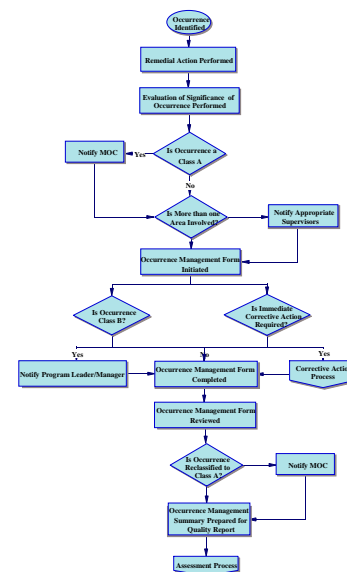 Occurrence
Identified
Remedial Action Performed
Evaluation of Significance of
Occurrence Performed
Is Occurrence a
Class A
Yes
Notify MOC
No
Is More than one
Area Involved?
Notify Appropriate
Supervisors
Occurrence Management Form
Initiated
Is Occurrence
Class B?
Is Immediate
Corrective Action
Required?
Yes
No
Yes
Notify Program Leader/Manager
Occurrence Management Form
Completed
Corrective Actio
Process
Occurrence Management Form
Reviewed
Is Occurrence
Reclassified to
Class A?
Notify MOC
Occurrence Management
Summary Prepared for
Quality Report
Assessment Process